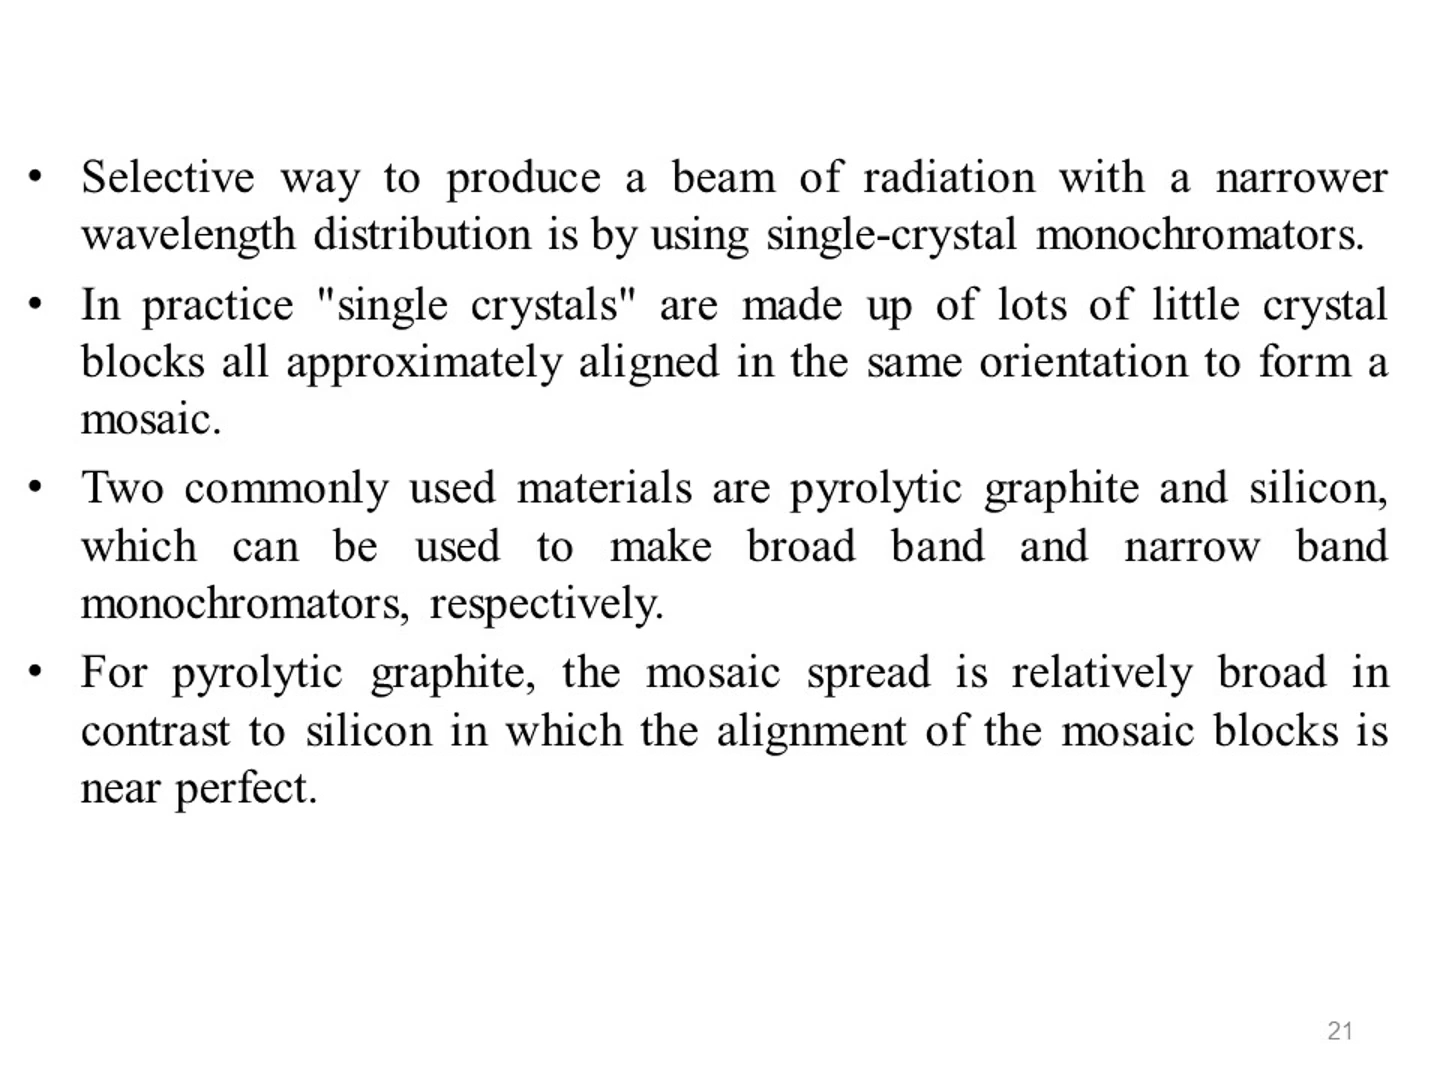 • Selective way to produce a beam of radiation with a narrower
wavelength distribution is by using single-crystal monochromators.
• In practice "single crystals" are made up of lots of little crystal
blocks all approximately aligned in the same orientation to form a
mosaic.
• Two commonly used materials are pyrolytic graphite and silicon,
which can be used to make broad band and narrow band
monochromators, respectively.
• For pyrolytic graphite, the mosaic spread is relatively broad in
contrast to silicon in which the alignment of the mosaic blocks is
near perfect.
21